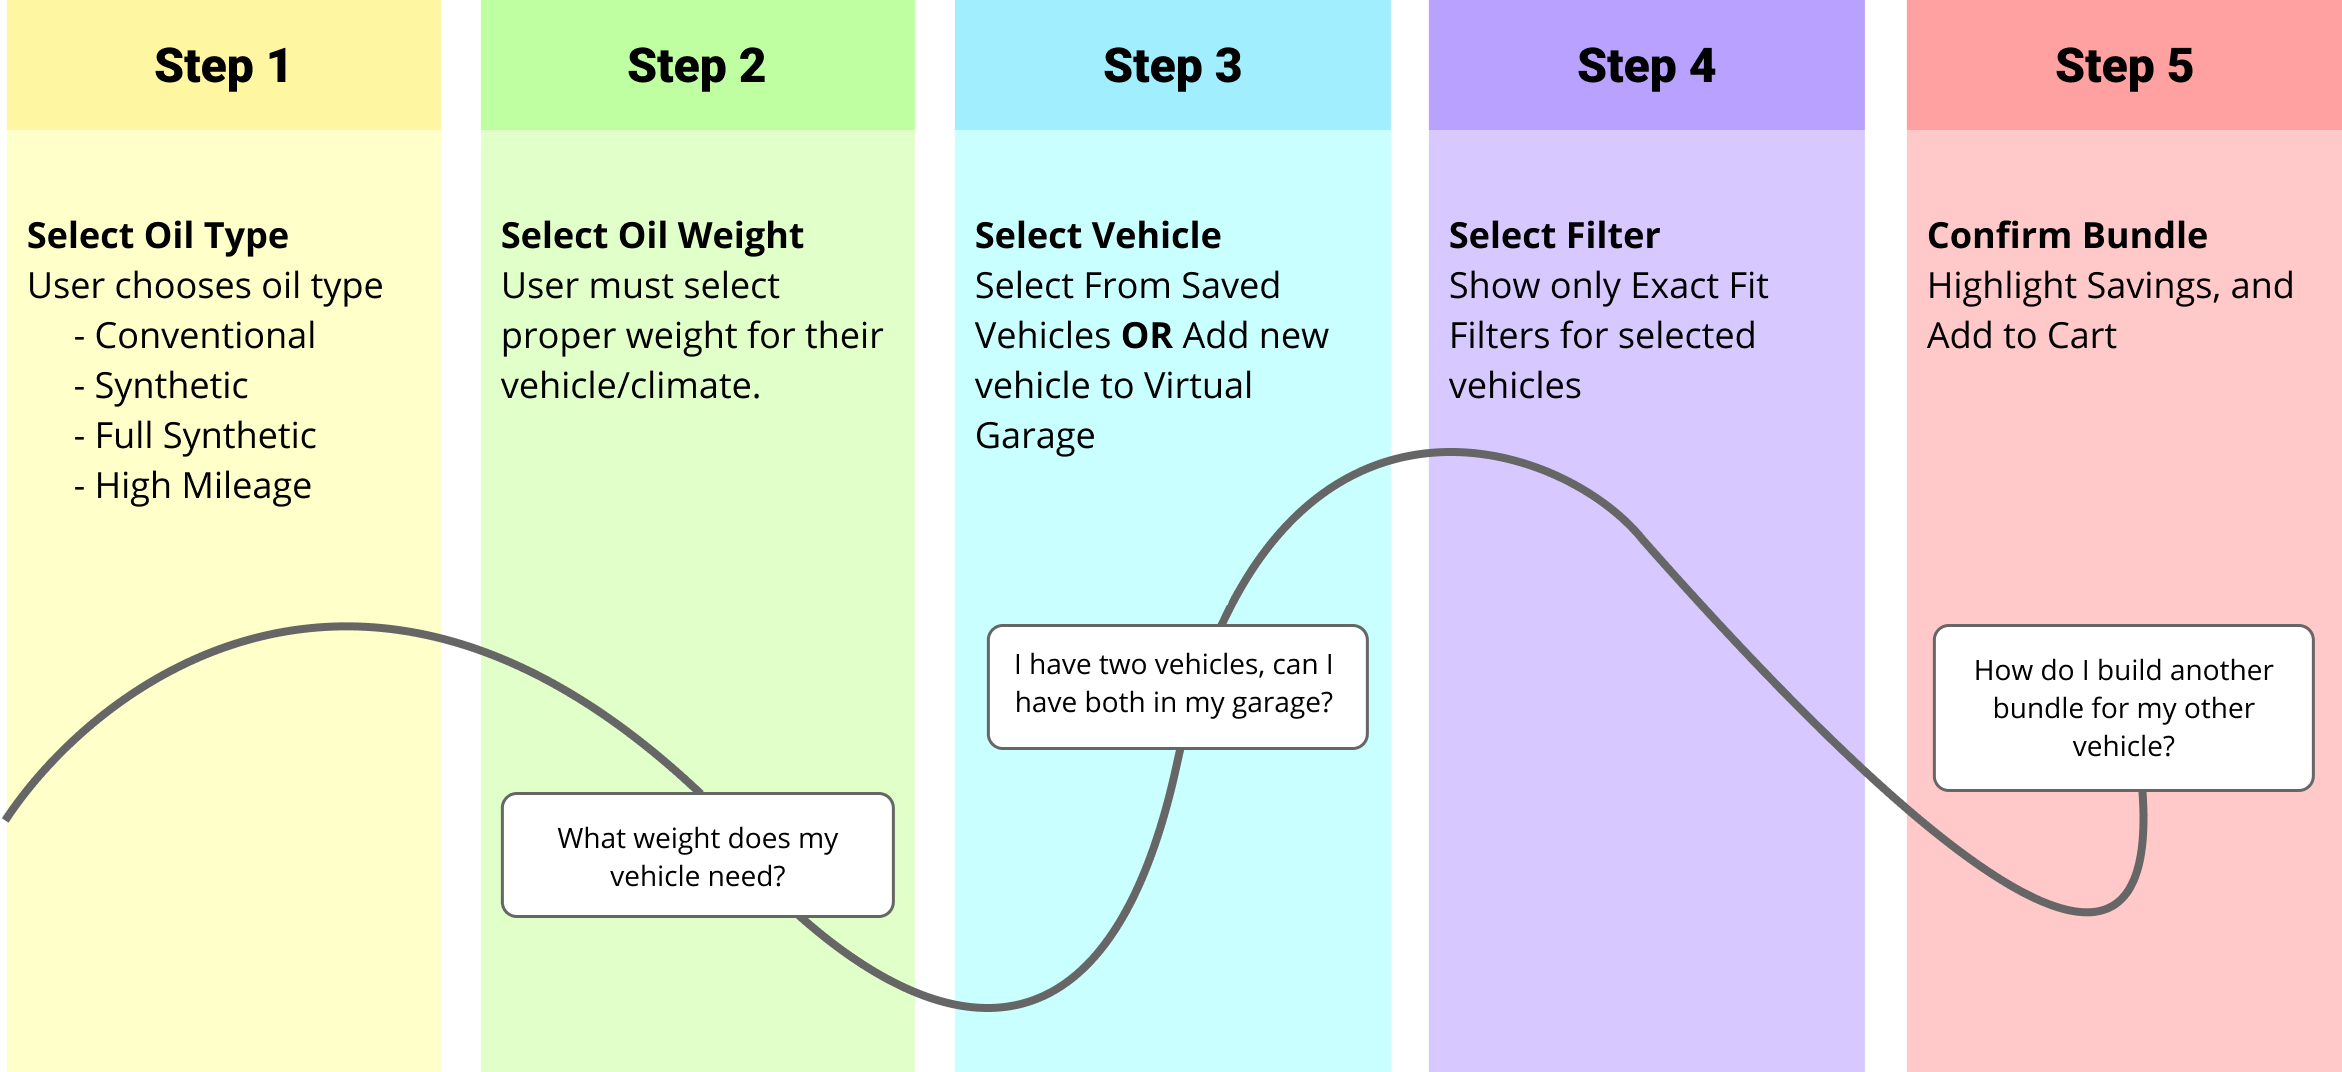 Step 1
Select Oil Type
User chooses oil type
- Conventional
- Synthetic
- Full Synthetic
- High Mileage
Step 2
Select Oil Weight
User must select
proper weight for their
vehicle/climate.
What weight does my
vehicle need?
Step 3
Select Vehicle
Select From Saved
Vehicles OR Add new
vehicle to Virtual
Garage
I have two vehicles, can I
have both in my garage?
Step 4
Select Filter
Show only Exact Fit
Filters for selected
vehicles
Step 5
Confirm Bundle
Highlight Savings, and
Add to Cart
How do I build another
bundle for my other
vehicle?